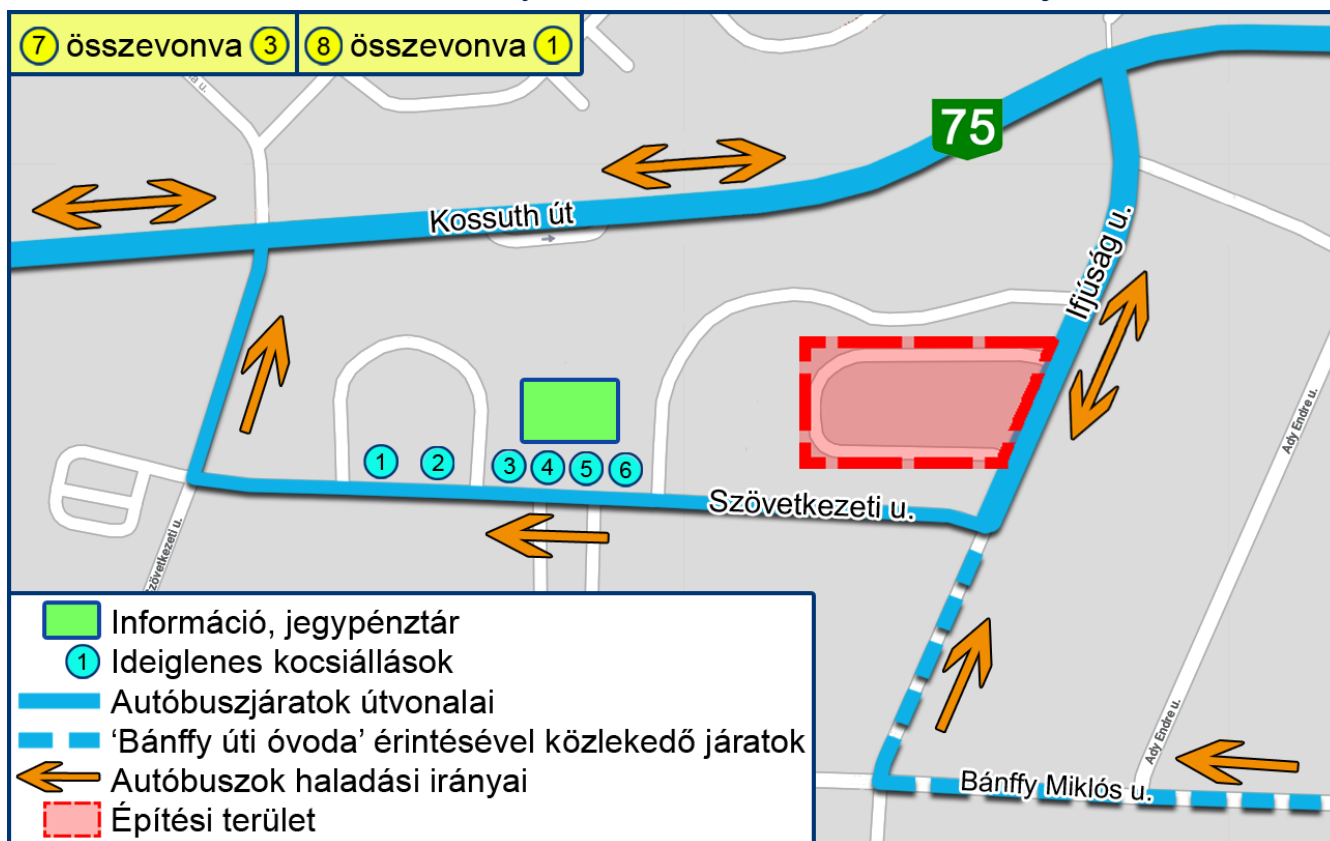 7 összevonva 3
8 összevonva 1
a u.
75
Kossuth út
Ifjúság u.
Ady Endre u.
1 2 3 4 5 6
Szövetkezeti u.
Szövetkezeti u.
Információ, jegypénztár
1 Ideiglenes kocsiállások
Autóbuszjáratok útvonalai
‘Bánffy úti óvoda’ érintésével közlekedő járatok
Autóbuszok haladási irányai
Építési terület
Ady Endre u.
Bánffy Miklós u.